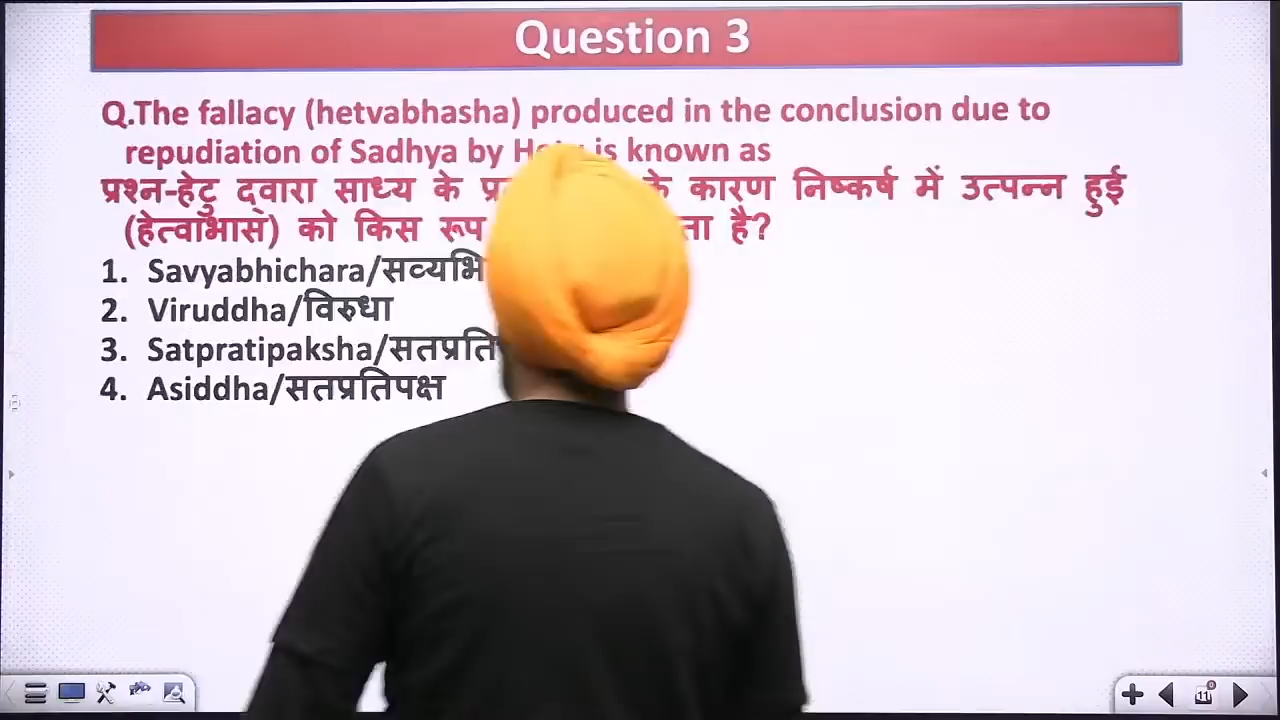 Question 3
Q.The fallacy (hetvabhasha) produced in the conclusion due to
repudiation of Sadhya by is known as
प्रश्न-हेटु द्वारा साध्य के कारण निष्कर्ष में उत्पन्न हुई
(हेत्वाभास) को किस रूप है?
1. Savyabhichara/सव्यभि
2. Viruddha/विरुधा
3. Satpratipaksha/सतप्रति
4. Asiddha/सतप्रतिपक्ष
11